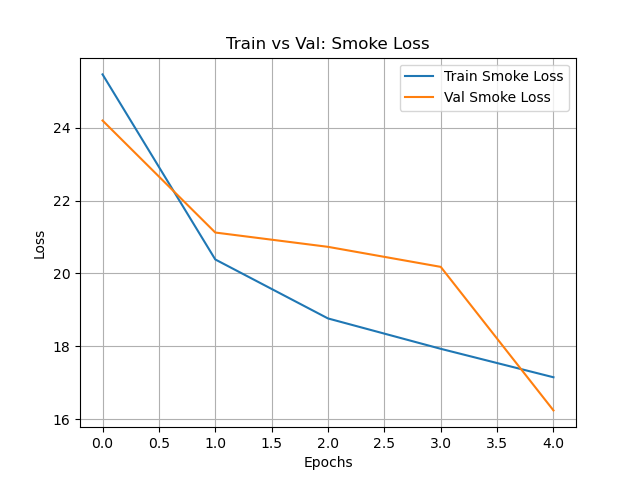 Train vs Val: Smoke Loss
Train Smoke Loss
Val Smoke Loss
Loss
24
22
20
18
16
0.0 0.5 1.0 1.5 2.0 2.5 3.0 3.5 4.0
Epochs